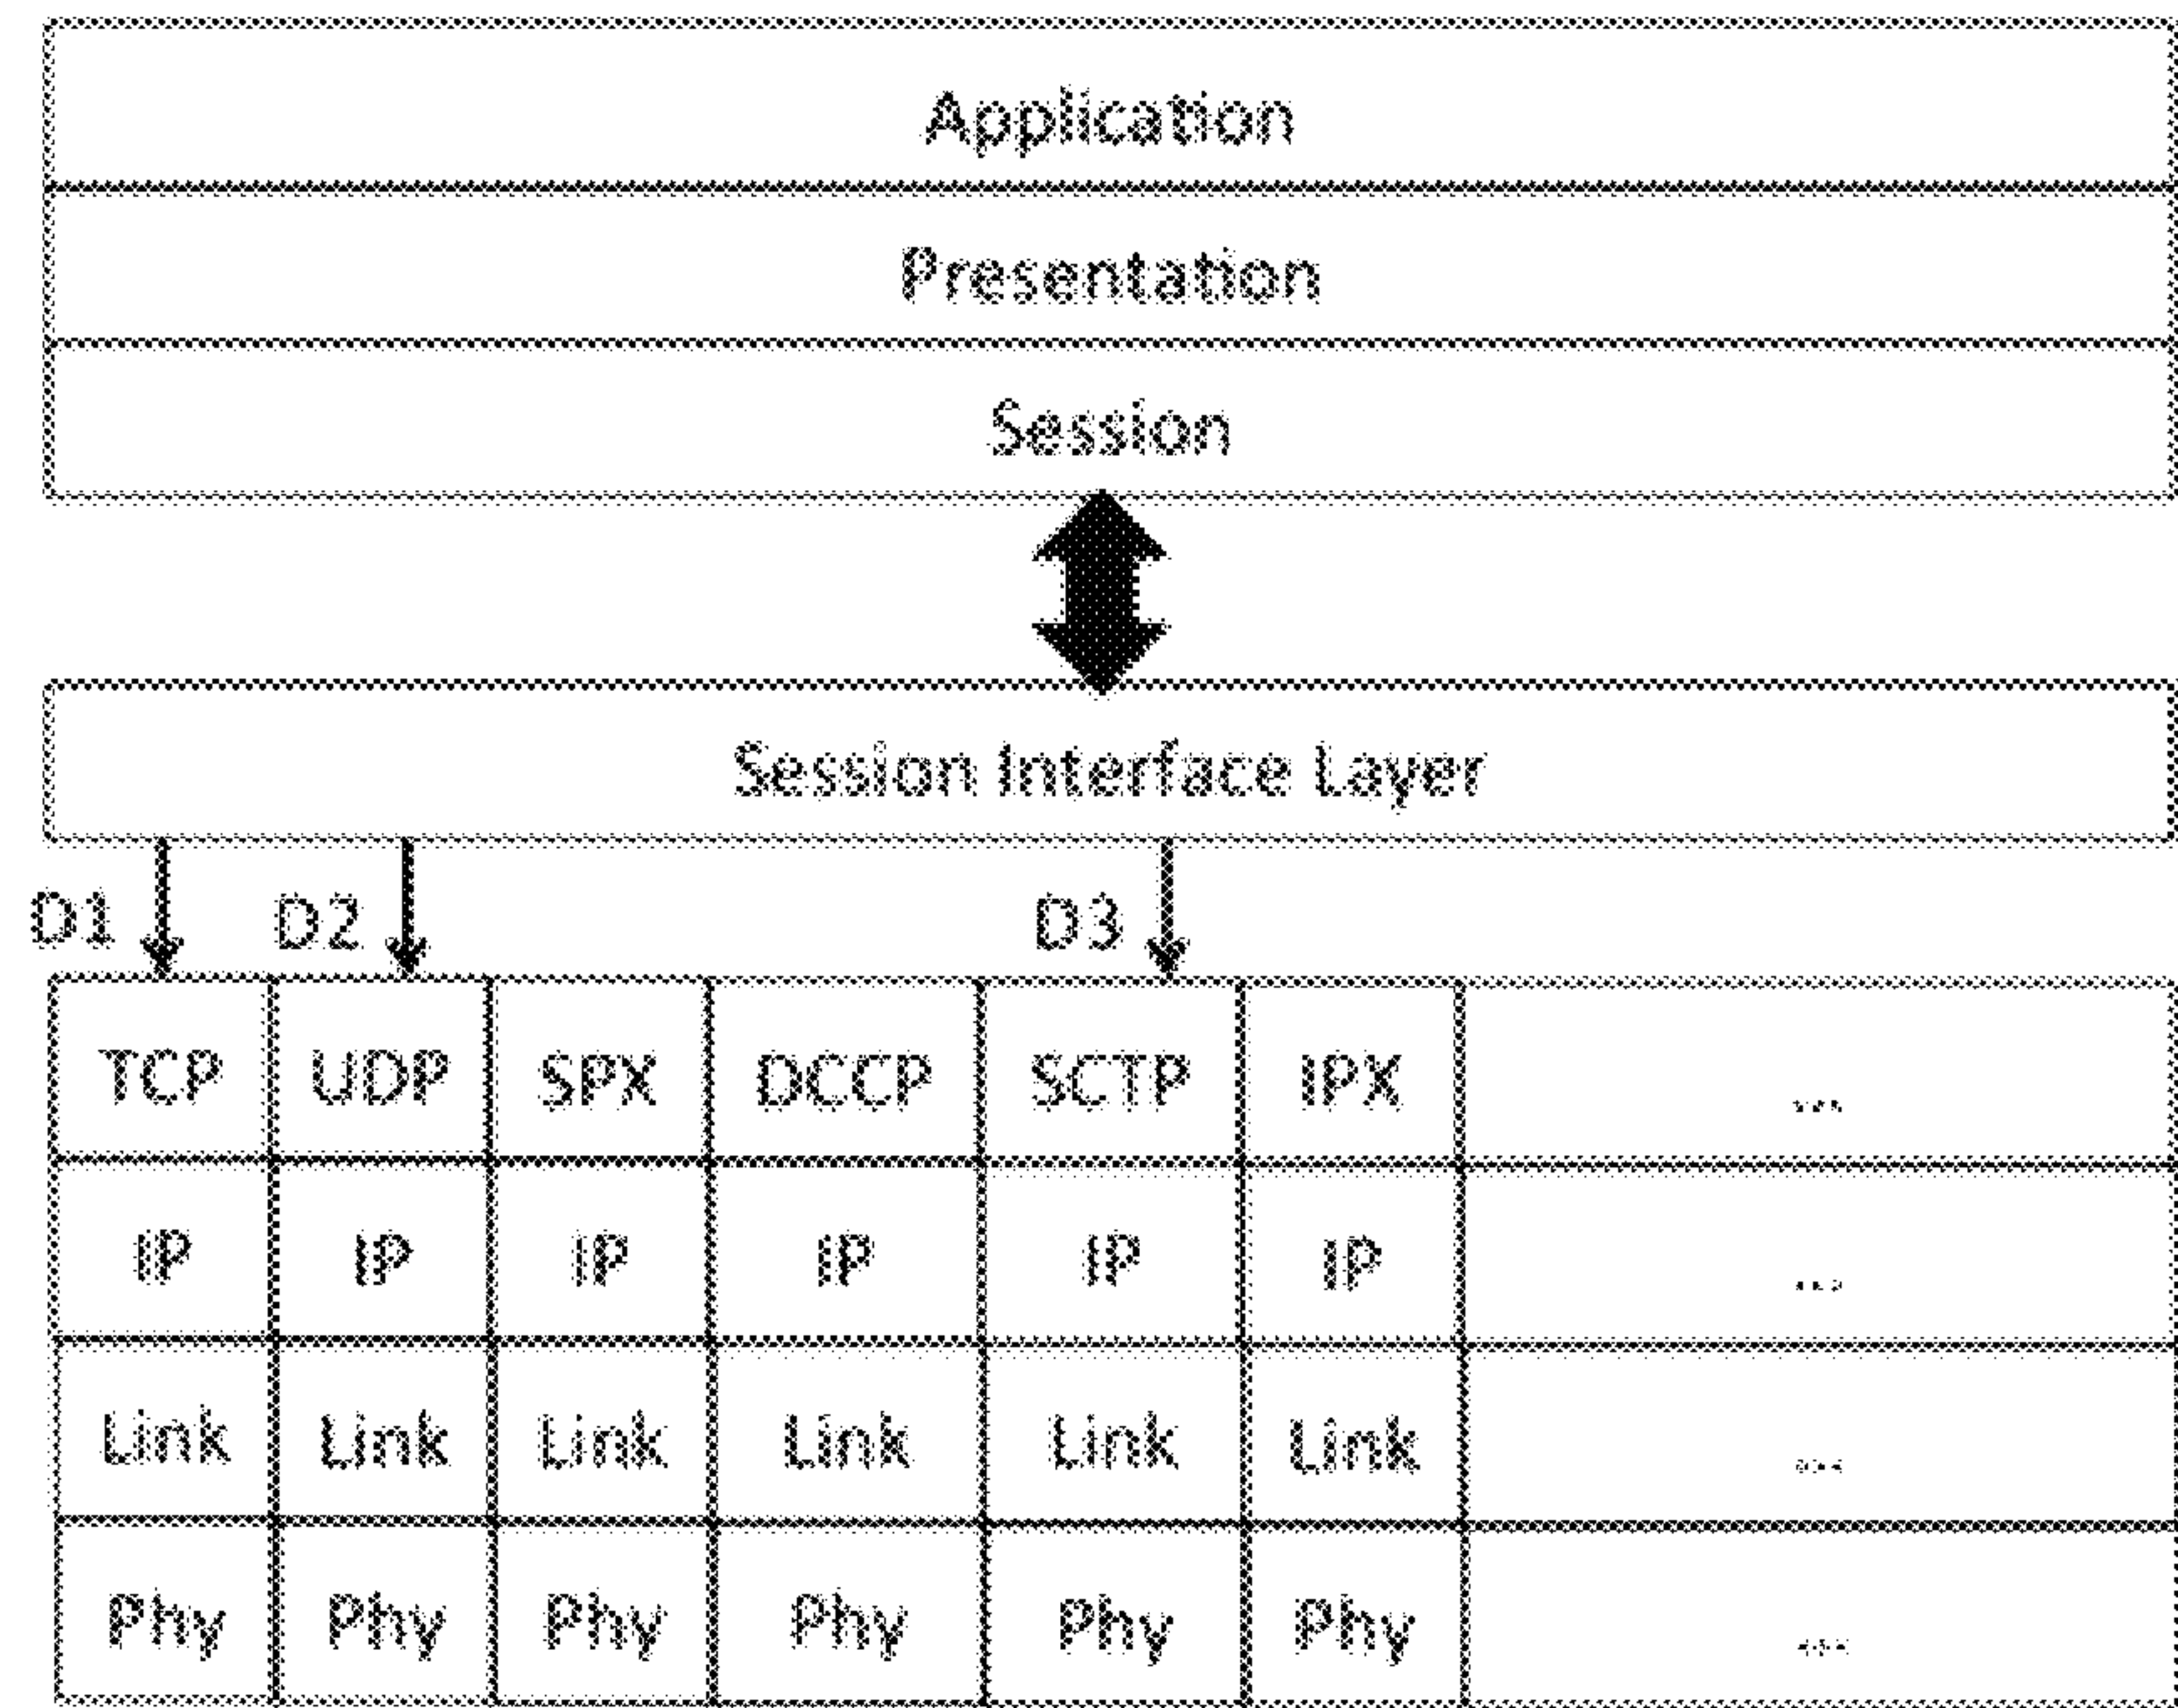 Application
Presentation
Session
Session Interface Layer
D1 D2 D3
TCP UDP SPX DCCP SCTP IPX ...
IP IP IP IP IP IP ...
Link Link Link Link Link Link ...
Phy Phy Phy Phy Phy Phy ...